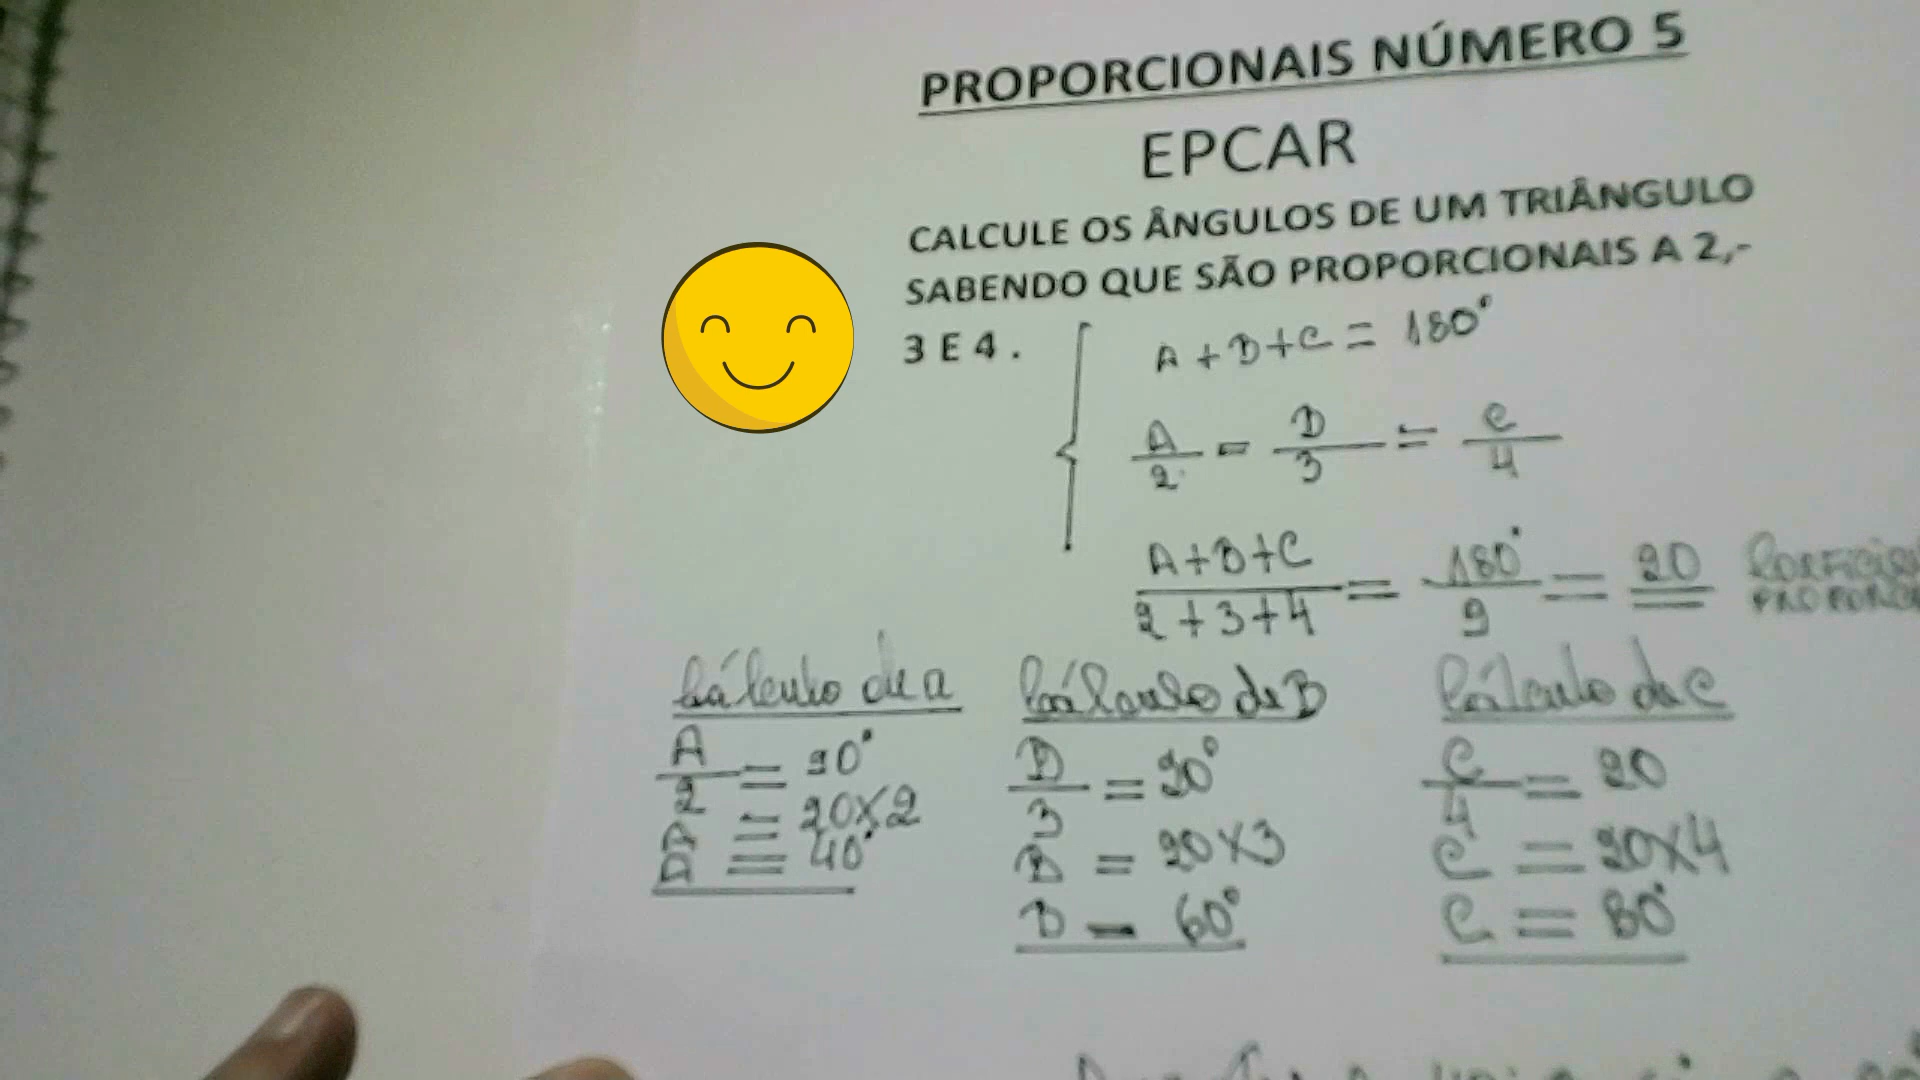 PROPORCIONAIS NÚMERO 5
EPCAR
CALCULE OS ÂNGULOS DE UM TRIÂNGULO
SABENDO QUE SÃO PROPORCIONAIS A 2,-
3 E 4 .
A + B + C = 180°
A/2 = B/3 = C/4
A+B+C/2+3+4 = 180°/9 = 20
Cálculo de a
A/2 = 20°
A = 20x2
A = 40°
Cálculo de B
B/3 = 20°
B = 20x3
B = 60°
Cálculo de C
C/4 = 20
C = 20x4
C = 80°